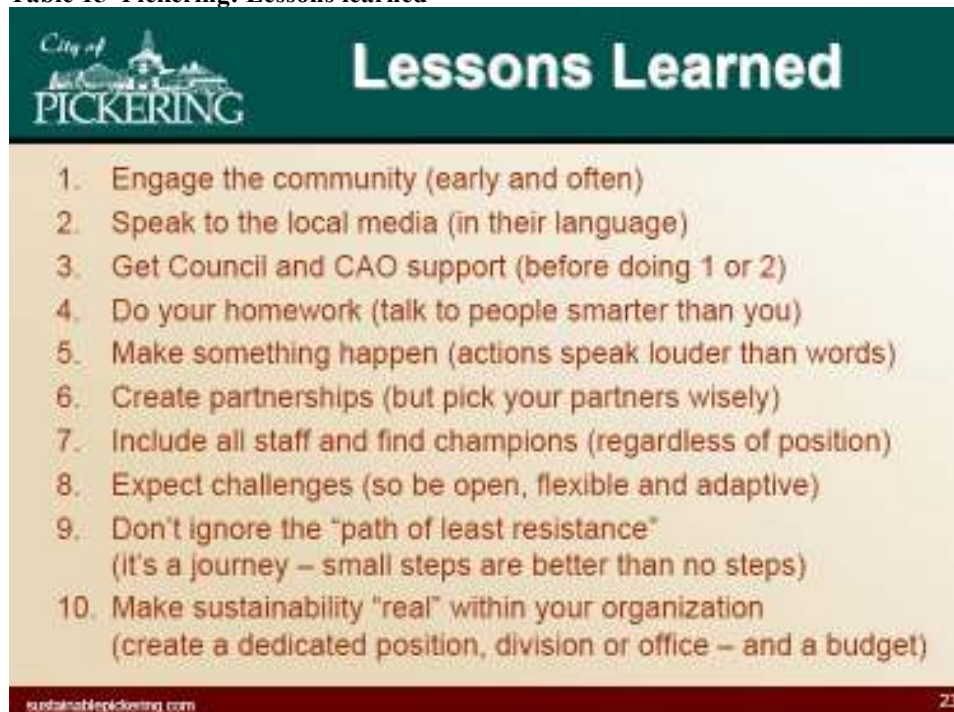 City of
PICKERING
Lessons Learned
1. Engage the community (early and often)
2. Speak to the local media (in their language)
3. Get Council and CAO support (before doing 1 or 2)
4. Do your homework (talk to people smarter than you)
5. Make something happen (actions speak louder than words)
6. Create partnerships (but pick your partners wisely)
7. Include all staff and find champions (regardless of position)
8. Expect challenges (so be open, flexible and adaptive)
9. Don't ignore the "path of least resistance"
(it's a journey – small steps are better than no steps)
10. Make sustainability "real" within your organization
(create a dedicated position, division or office – and a budget)
sustainablepickering.com